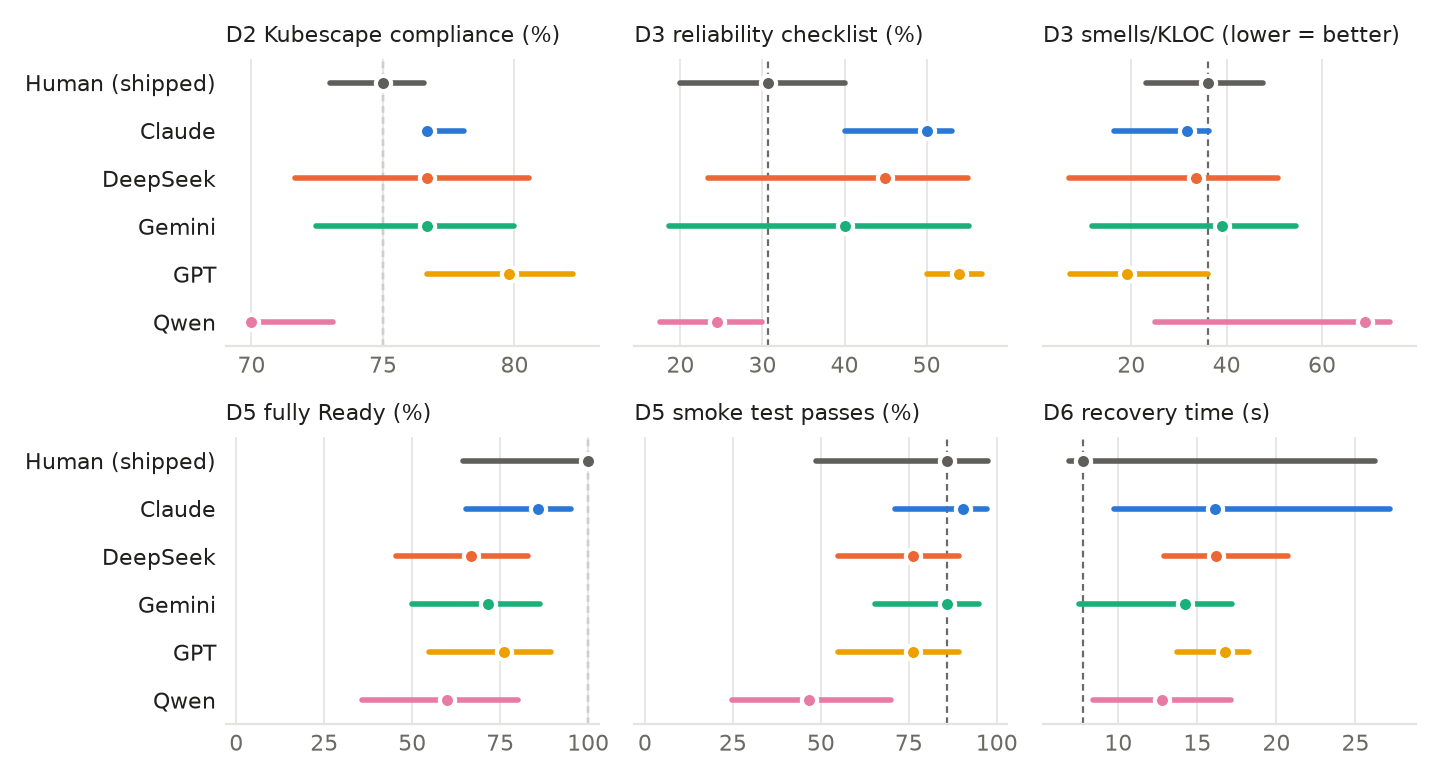 D2 Kubescape compliance (%)
D3 reliability checklist (%)
D3 smells/KLOC (lower = better)
Human (shipped)
Claude
DeepSeek
Gemini
GPT
Qwen
70 75 80
20 30 40 50
20 40 60
D5 fully Ready (%)
D5 smoke test passes (%)
D6 recovery time (s)
Human (shipped)
Claude
DeepSeek
Gemini
GPT
Qwen
0 25 50 75 100
0 25 50 75 100
10 15 20 25